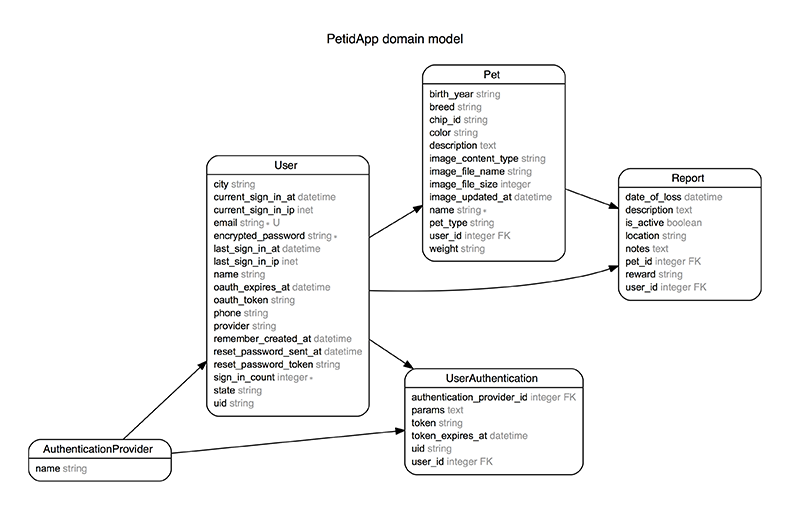 PetidApp domain model
Pet
birth_year string
breed string
chip_id string
color string
description text
image_content_type string
image_file_name string
image_file_size integer
image_updated_at datetime
name string ∗
pet_type string
user_id integer FK
weight string
User
city string
current_sign_in_at datetime
current_sign_in_ip inet
email string ∗ U
encrypted_password string ∗
last_sign_in_at datetime
last_sign_in_ip inet
name string
oauth_expires_at datetime
oauth_token string
phone string
provider string
remember_created_at datetime
reset_password_sent_at datetime
reset_password_token string
sign_in_count integer ∗
state string
uid string
Report
date_of_loss datetime
description text
is_active boolean
location string
notes text
pet_id integer FK
reward string
user_id integer FK
UserAuthentication
authentication_provider_id integer FK
params text
token string
token_expires_at datetime
uid string
user_id integer FK
AuthenticationProvider
name string